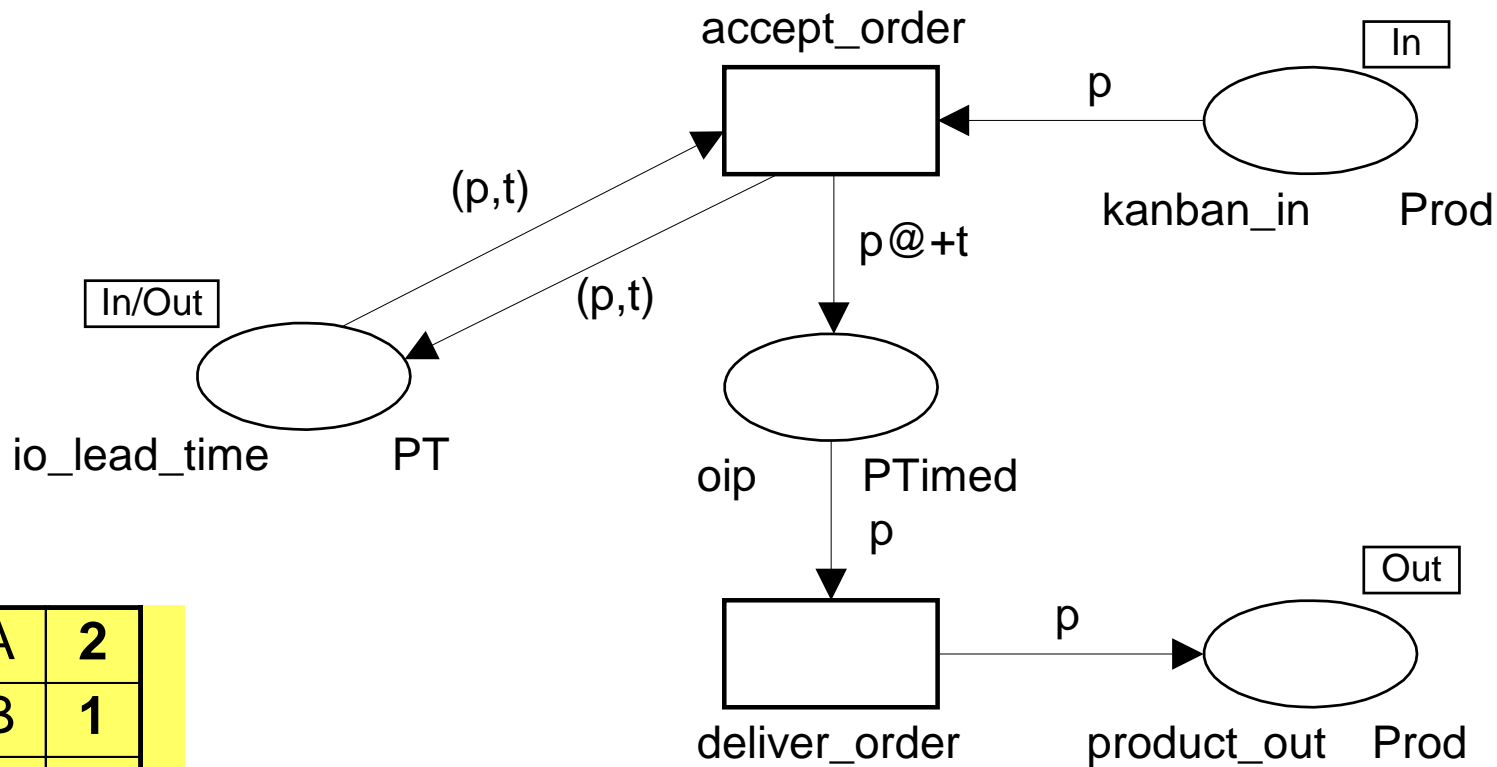 accept_order
In
p
(p,t)
kanban_in Prod
p@+t
(p,t)
In/Out
io_lead_time PT
oip PTimed
p
Out
A 2
p
B 1
deliver_order product_out Prod